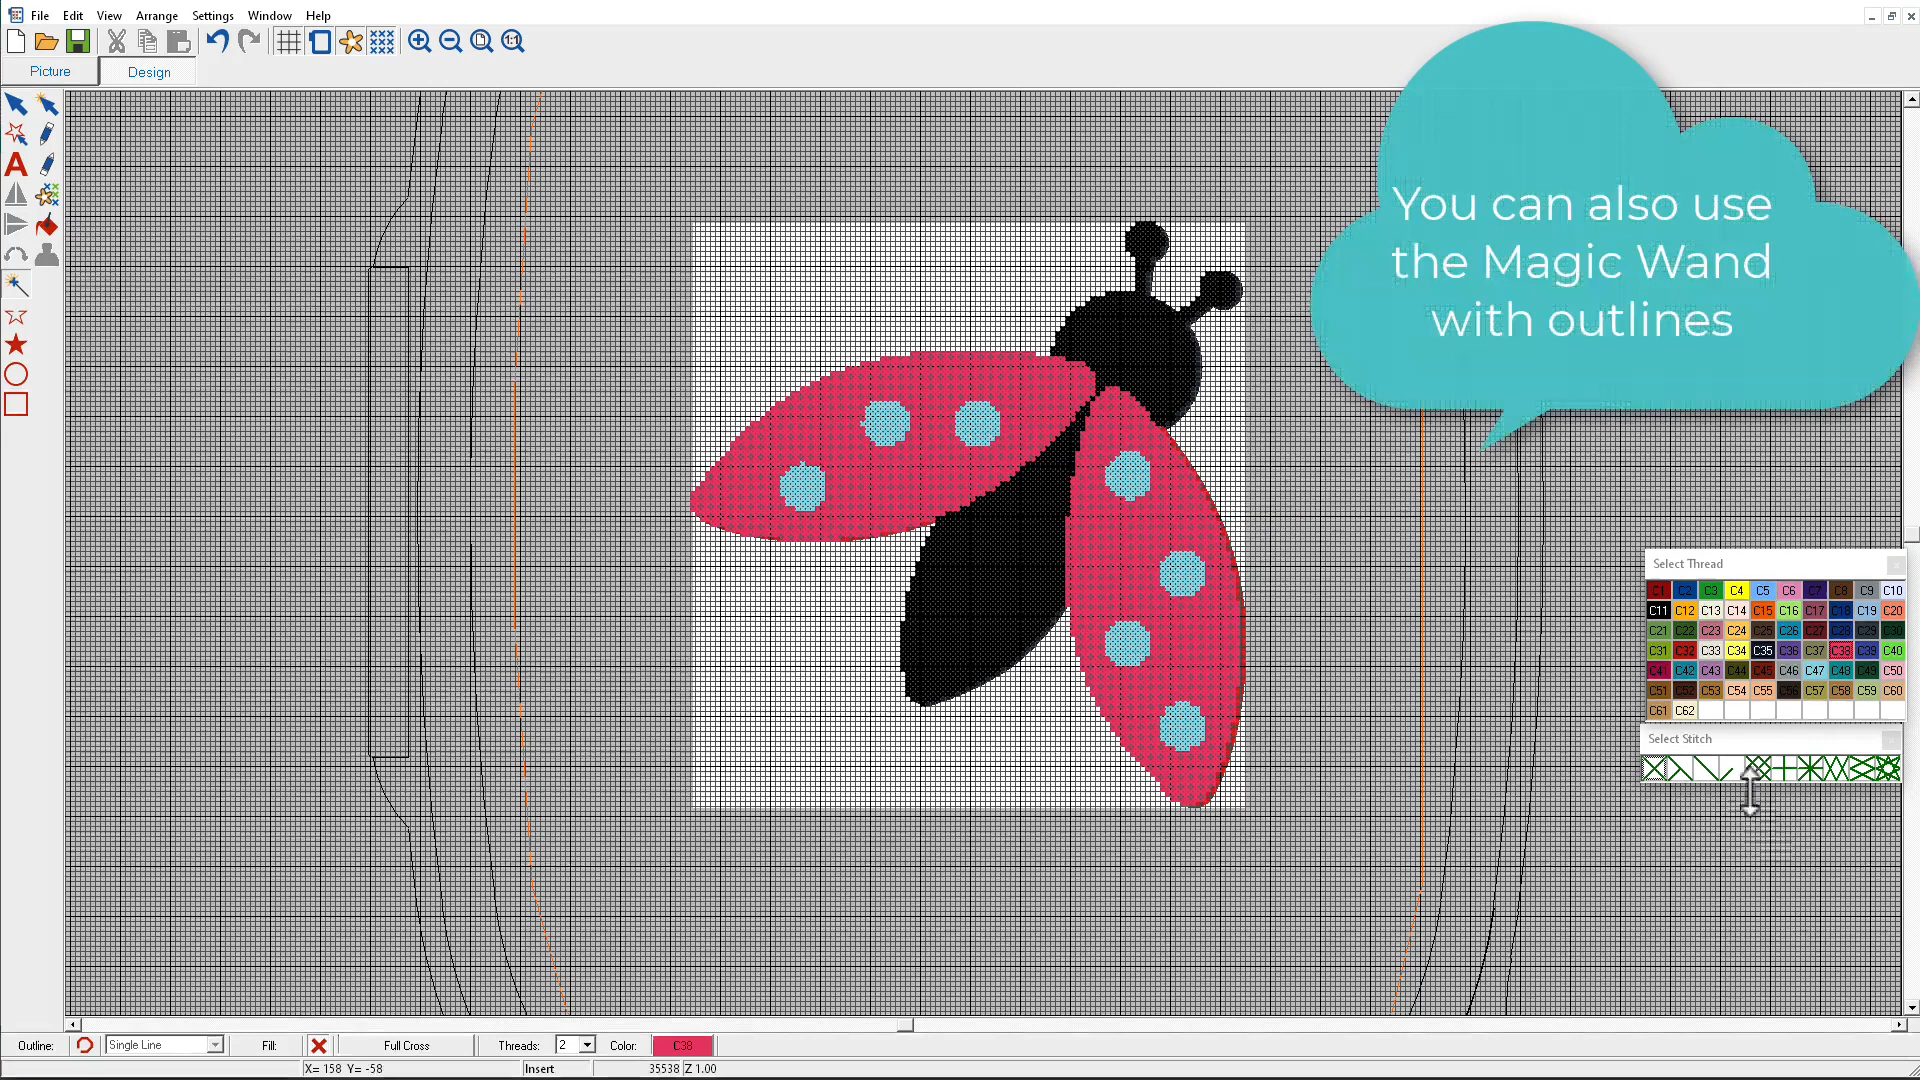 File Edit View Arrange Settings Window Help
1:1
Picture Design
A
You can also use
the Magic Wand
with outlines
Select Thread
C1 C2 C3 C4 C5 C6 C7 C8 C9 C10
C11 C12 C13 C14 C15 C16 C17 C18 C19 C20
C21 C22 C23 C24 C25 C26 C27 C28 C29 C30
C31 C32 C33 C34 C35 C36 C37 C38 C39 C40
C41 C42 C43 C44 C45 C46 C47 C48 C49 C50
C51 C52 C53 C54 C55 C56 C57 C58 C59 C60
C61 C62
Select Stitch
Outline: Single Line Fill: Full Cross Threads: 2 Color: C38
X= 158 Y= -58 Insert 35538 Z 1.00